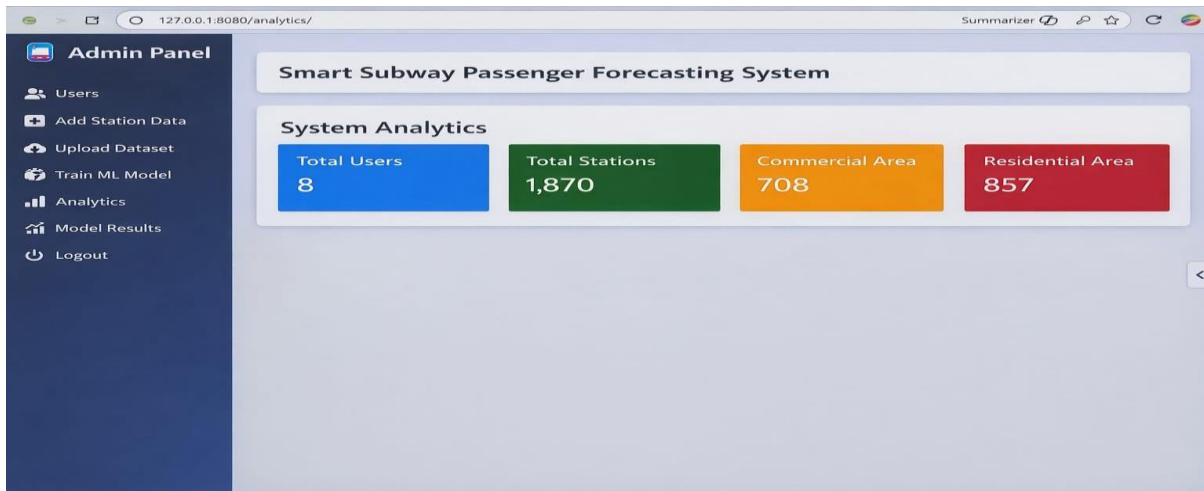 127.0.0.1:8080/analytics/
Summarizer
Admin Panel
Users
Add Station Data
Upload Dataset
Train ML Model
Analytics
Model Results
Logout
Smart Subway Passenger Forecasting System
System Analytics
Total Users
8
Total Stations
1,870
Commercial Area
708
Residential Area
857